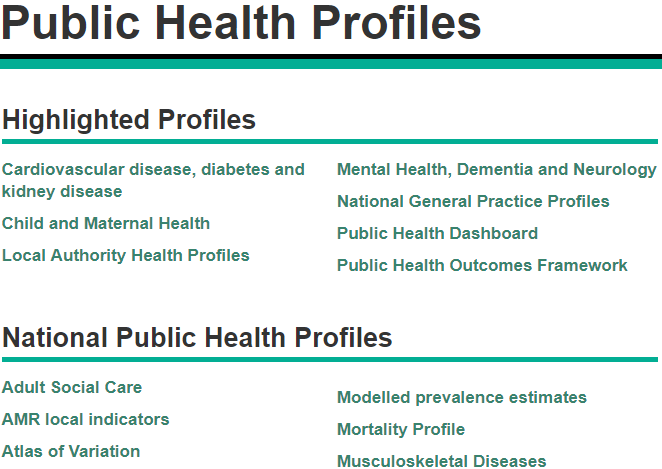 Public Health Profiles
Highlighted Profiles
Cardiovascular disease, diabetes and
kidney disease
Child and Maternal Health
Local Authority Health Profiles
Mental Health, Dementia and Neurology
National General Practice Profiles
Public Health Dashboard
Public Health Outcomes Framework
National Public Health Profiles
Adult Social Care
AMR local indicators
Atlas of Variation
Modelled prevalence estimates
Mortality Profile
Musculoskeletal Diseases